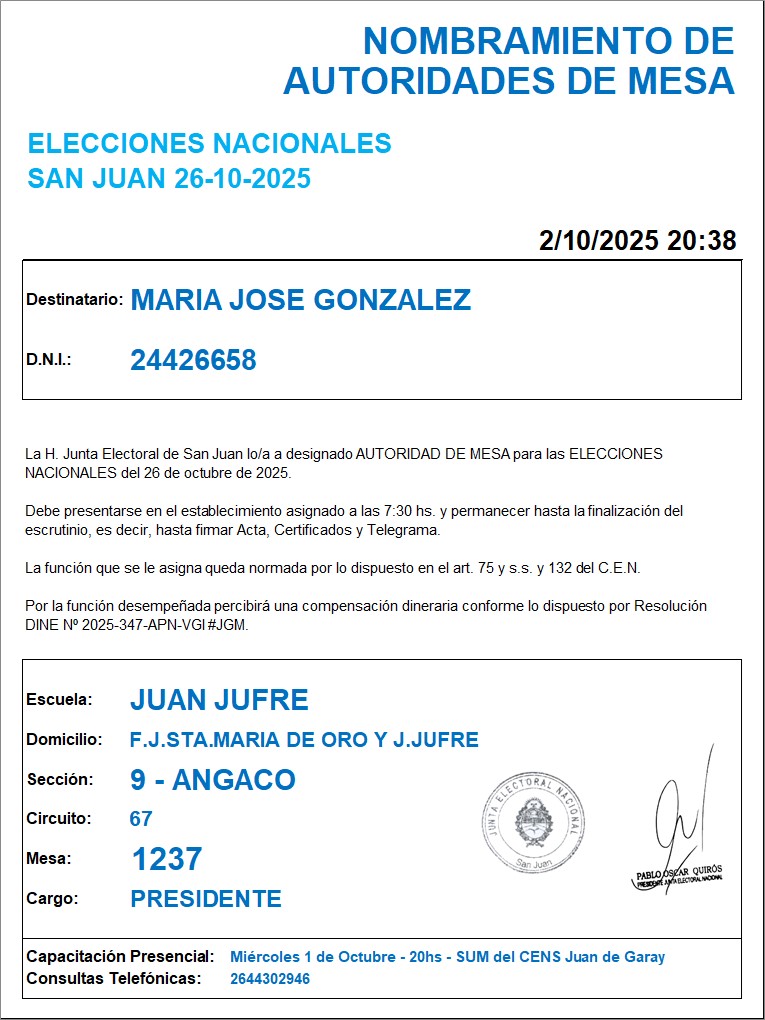 NOMBRAMIENTO DE
AUTORIDADES DE MESA
ELECCIONES NACIONALES
SAN JUAN 26-10-2025
2/10/2025 20:38
Destinatario: MARIA JOSE GONZALEZ
D.N.I.: 24426658
La H. Junta Electoral de San Juan lo/a a designado AUTORIDAD DE MESA para las ELECCIONES
NACIONALES del 26 de octubre de 2025.
Debe presentarse en el establecimiento asignado a las 7:30 hs. y permanecer hasta la finalización del
escrutinio, es decir, hasta firmar Acta, Certificados y Telegrama.
La función que se le asigna queda normada por lo dispuesto en el art. 75 y s.s. y 132 del C.E.N.
Por la función desempeñada percibirá una compensación dineraria conforme lo dispuesto por Resolución
DINE Nº 2025-347-APN-VGI#JGM.
Escuela: JUAN JUFRE
Domicilio: F.J.STA.MARIA DE ORO Y J.JUFRE
Sección: 9 - ANGACO
Circuito: 67
Mesa: 1237
Cargo: PRESIDENTE
JUNTA ELECTORAL NACIONAL
San Juan
PABLO OSCAR QUIRÓS
PRESIDENTE JUNTA ELECTORAL NACIONAL
Capacitación Presencial: Miércoles 1 de Octubre - 20hs - SUM del CENS Juan de Garay
Consultas Telefónicas: 2644302946